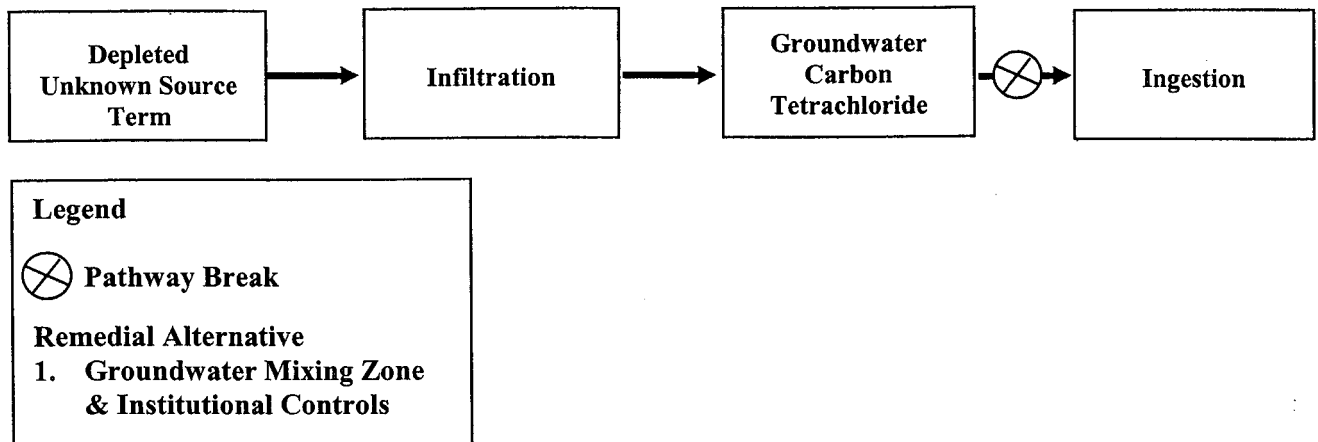 Depleted
Unknown Source
Term
Infiltration
Groundwater
Carbon
Tetrachloride
Ingestion
Legend
Pathway Break
Remedial Alternative
1. Groundwater Mixing Zone
& Institutional Controls